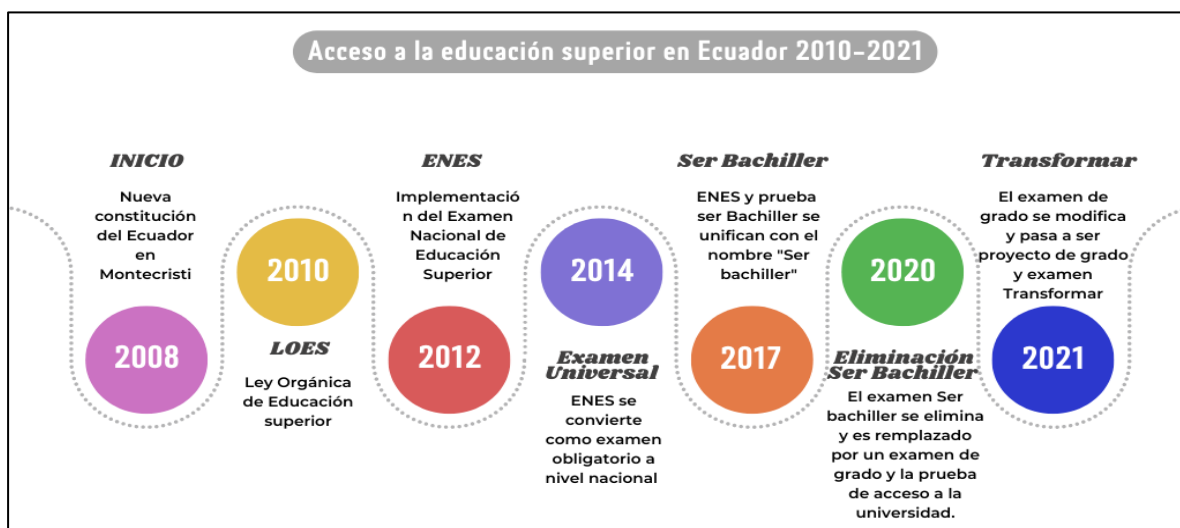 Acceso a la educación superior en Ecuador 2010-2021
INICIO
Nueva
constitución
del Ecuador
en
Montecristi
2008
2010
LOES
Ley Orgánica
de Educación
superior
ENES
Implementació
n del Examen
Nacional de
Educación
Superior
2012
2014
Examen
Universal
ENES se
convierte
como examen
obligatorio a
nivel nacional
Ser Bachiller
ENES y prueba
ser Bachiller se
unifican con el
nombre "Ser
bachiller"
2017
2020
Eliminación
Ser Bachiller
El examen Ser
bachiller se elimina
y es remplazado
por un examen de
grado y la prueba
de acceso a la
universidad.
Transformar
El examen de
grado se modifica
y pasa a ser
proyecto de grado
y examen
Transformar
2021